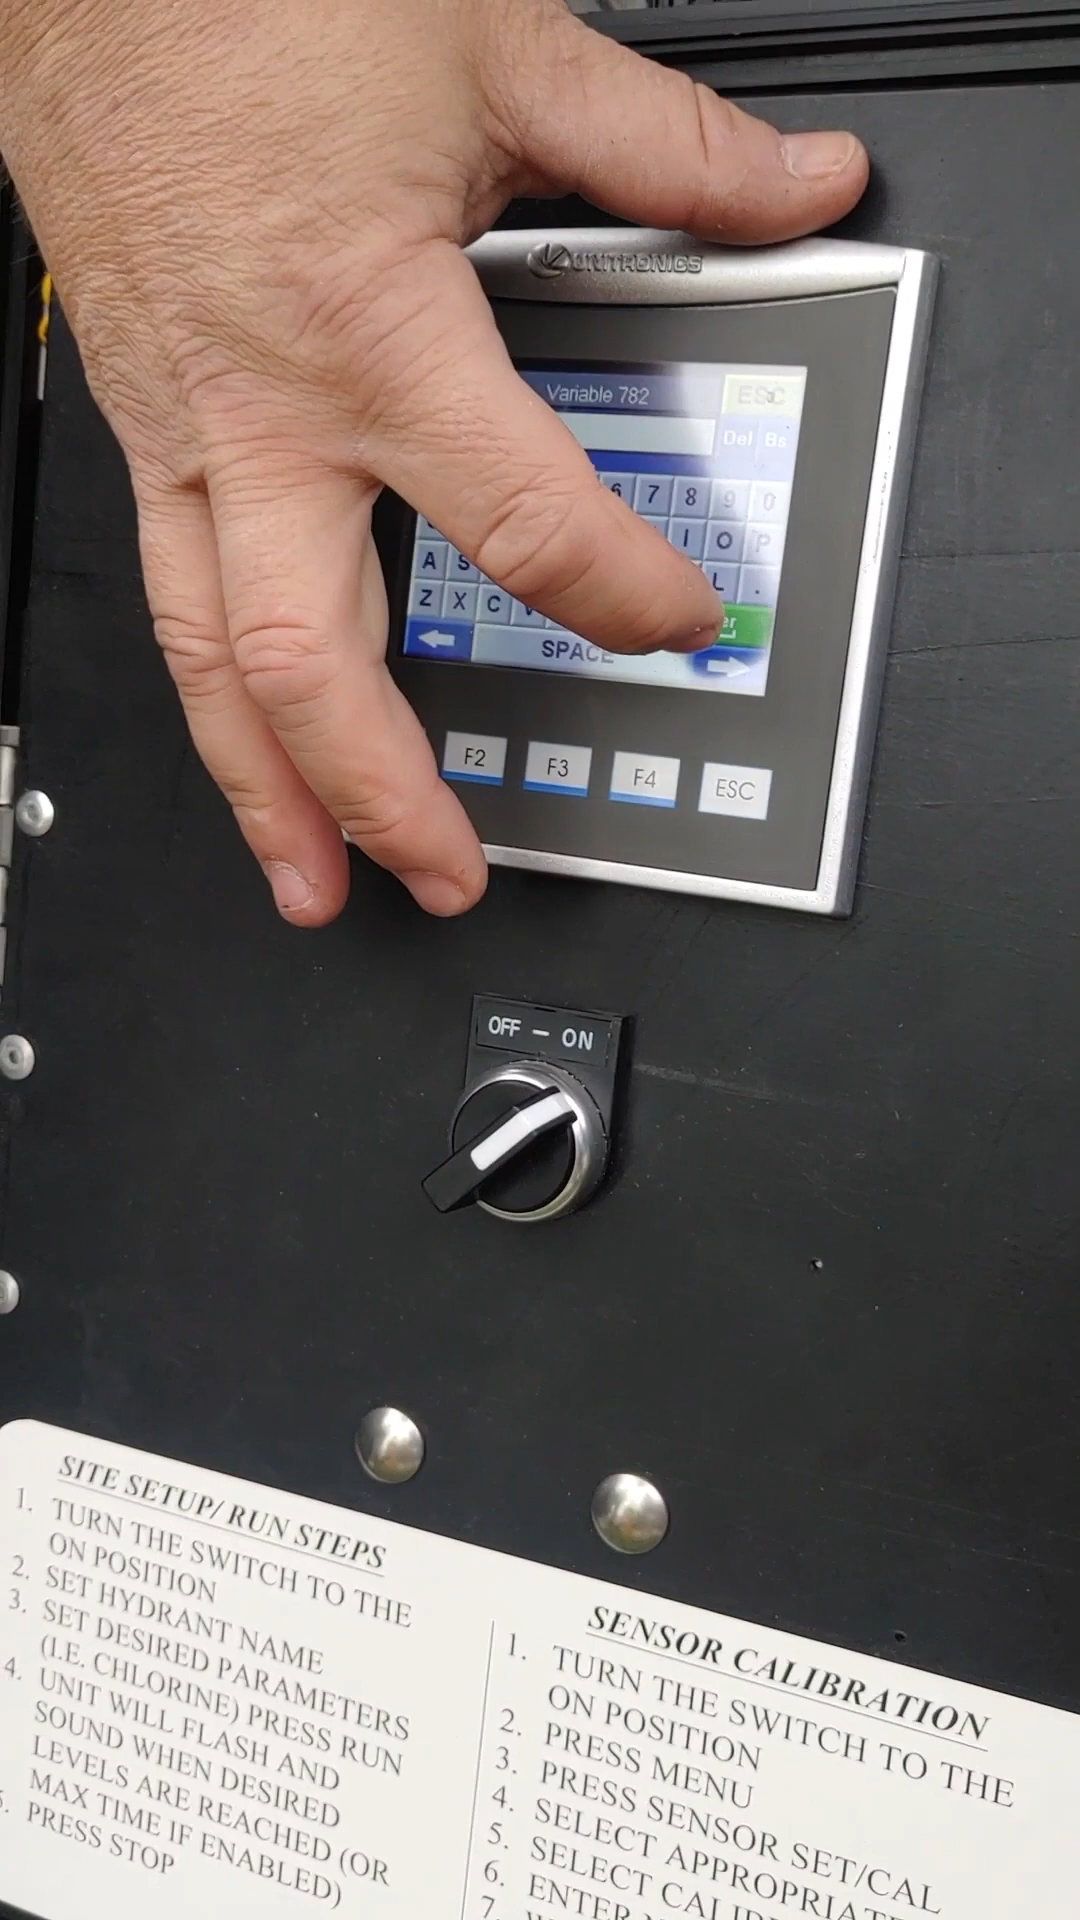 UNITRONICS
Variable 782
ESC
Del Bs
6 7 8 9 0
I O P
A S L .
Z X C V
SPACE
F2 F3 F4 ESC
OFF — ON
SITE SETUP/ RUN STEPS
1. TURN THE SWITCH TO THE
ON POSITION
2. SET HYDRANT NAME
3. SET DESIRED PARAMETERS
(I.E. CHLORINE) PRESS RUN
4. UNIT WILL FLASH AND
SOUND WHEN DESIRED
LEVELS ARE REACHED (OR
MAX TIME IF ENABLED)
5. PRESS STOP
SENSOR CALIBRATION
1. TURN THE SWITCH TO THE
ON POSITION
2. PRESS MENU
3. PRESS SENSOR SET/CAL
4. SELECT
5. SELECT
6. ENTER
7.